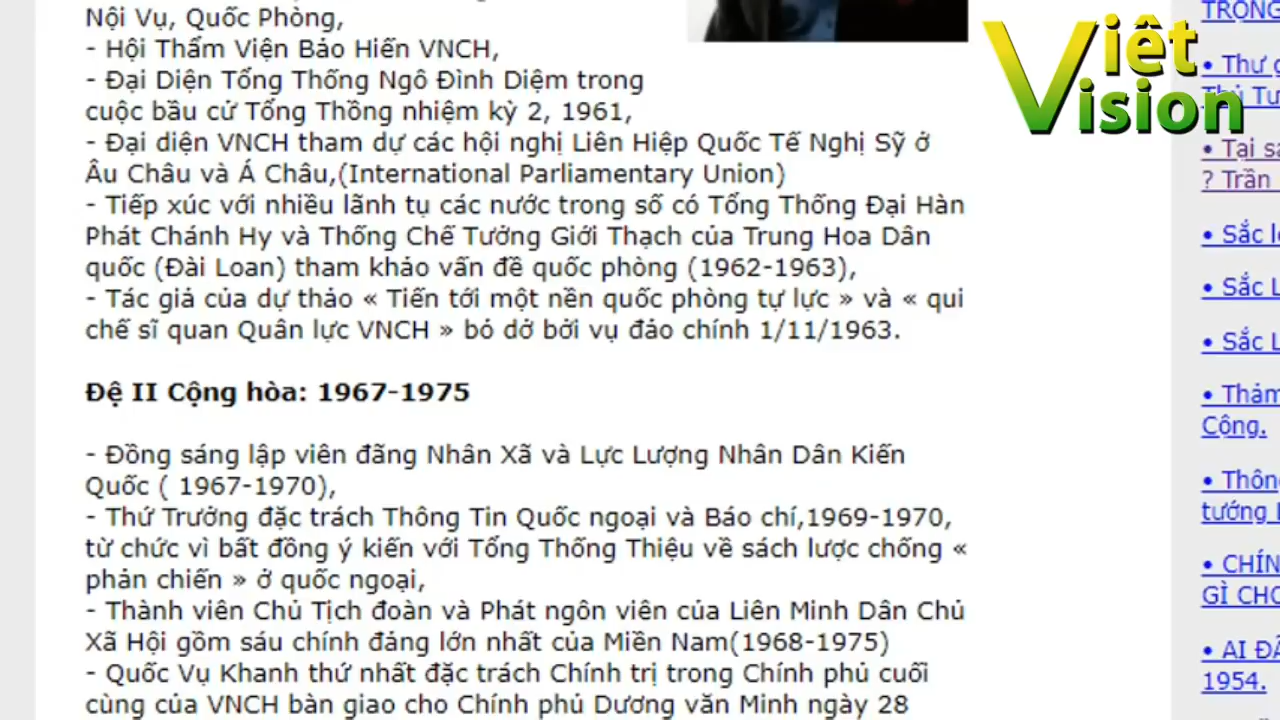 Nội Vụ, Quốc Phòng,
- Hội Thẩm Viện Bảo Hiến VNCH,
- Đại Diện Tổng Thống Ngô Đình Diệm trong
cuộc bầu cử Tổng Thồng nhiệm kỳ 2, 1961,
- Đại diện VNCH tham dự các hội nghị Liên Hiệp Quốc Tế Nghị Sỹ ở
Âu Châu và Á Châu,(International Parliamentary Union)
- Tiếp xúc với nhiều lãnh tụ các nước trong số có Tổng Thống Đại Hàn
Phát Chánh Hy và Thống Chế Tưởng Giới Thạch của Trung Hoa Dân
quốc (Đài Loan) tham khảo vấn đề quốc phòng (1962-1963),
- Tác giả của dự thảo « Tiến tới một nền quốc phòng tự lực » và « qui
chế sĩ quan Quân lực VNCH » bỏ dở bởi vụ đảo chính 1/11/1963.
Đệ II Cộng hòa: 1967-1975
- Đồng sáng lập viên đãng Nhân Xã và Lực Lượng Nhân Dân Kiến
Quốc ( 1967-1970),
- Thứ Trưởng đặc trách Thông Tin Quốc ngoại và Báo chí,1969-1970,
từ chức vì bất đồng ý kiến với Tổng Thống Thiệu về sách lược chống «
phản chiến » ở quốc ngoại,
- Thành viên Chủ Tịch đoàn và Phát ngôn viên của Liên Minh Dân Chủ
Xã Hội gồm sáu chính đảng lớn nhất của Miền Nam(1968-1975)
- Quốc Vụ Khanh thứ nhất đặc trách Chính trị trong Chính phủ cuối
cùng của VNCH bàn giao cho Chính phủ Dương văn Minh ngày 28
Việt
Vision
TRỌNG
• Thư
• Tại
? Trần
• Sắc
• Sắc
• Sắc
Cộng.
tướng
GÌ
• AI
1954.